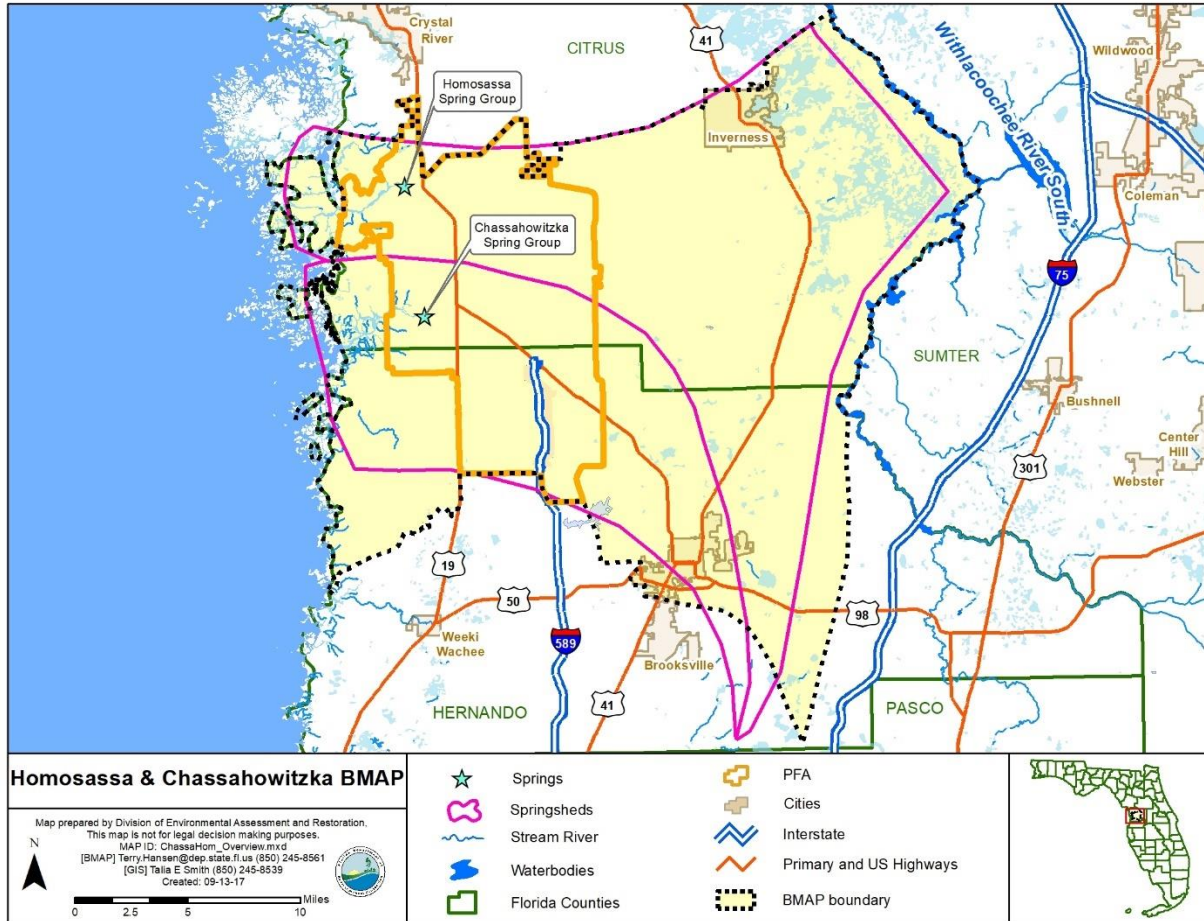 Crystal
River
CITRUS
41
Wildwood
Homosassa
Spring Group
Inverness
Withlacoochee River South
Coleman
Chassahowitzka
Spring Group
75
SUMTER
Bushnell
Center
Hill
301
Webster
19
50
98
Weeki
Wachee
589
Brooksville
41
HERNANDO
PASCO
Homosassa & Chassahowitzka BMAP
Map prepared by Division of Environmental Assessment and Restoration.
This map is not for legal decision making purposes.
MAP ID: ChassaHom_Overview.mxd
[BMAP] Terry.Hansen@dep.state.fl.us (850) 245-8561
[GIS] Talia E Smith (850) 245-8539
Created: 09-13-17
N
Miles
0 2.5 5 10
Springs
Springsheds
Stream River
Waterbodies
Florida Counties
PFA
Cities
Interstate
Primary and US Highways
BMAP boundary